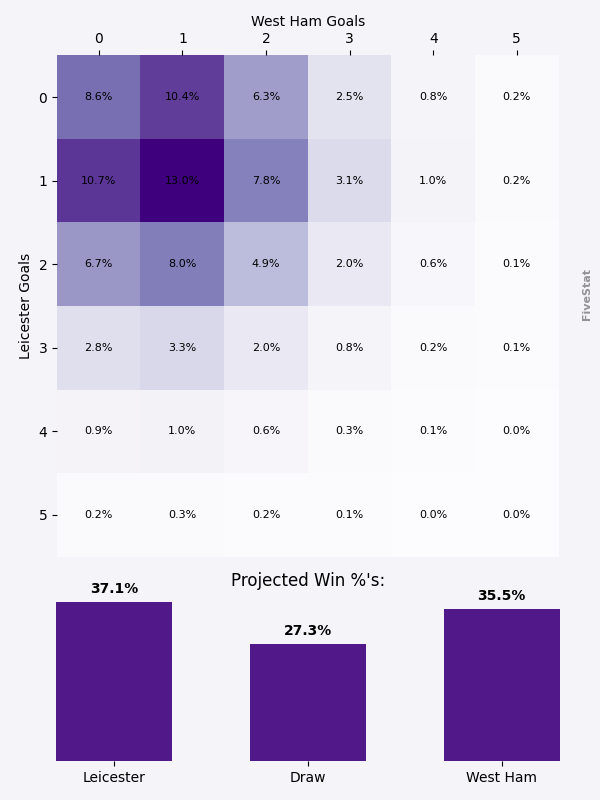 West Ham Goals
0 1 2 3 4 5
0 8.6% 10.4% 6.3% 2.5% 0.8% 0.2%
1 10.7% 13.0% 7.8% 3.1% 1.0% 0.2%
2 6.7% 8.0% 4.9% 2.0% 0.6% 0.1%
3 2.8% 3.3% 2.0% 0.8% 0.2% 0.1%
4 0.9% 1.0% 0.6% 0.3% 0.1% 0.0%
5 0.2% 0.3% 0.2% 0.1% 0.0% 0.0%
Leicester Goals
FiveStat
Projected Win %'s:
37.1% 27.3% 35.5%
Leicester Draw West Ham